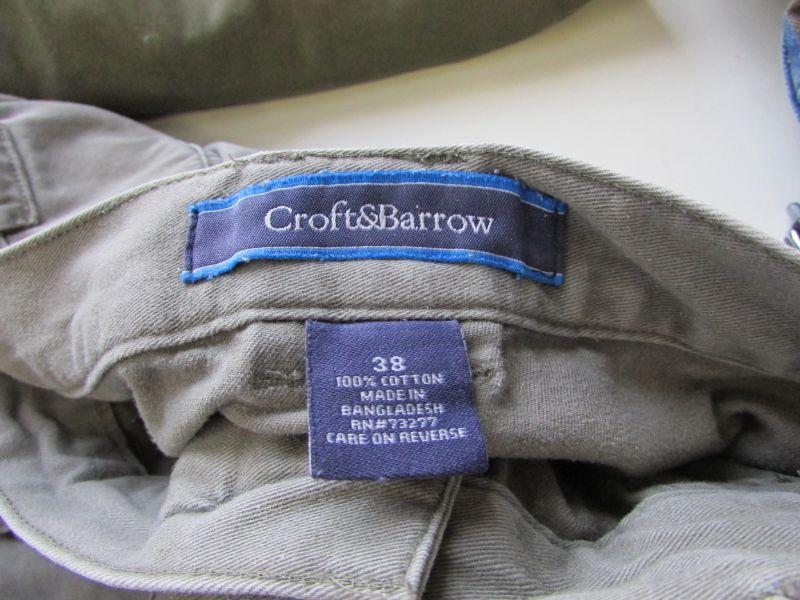 Croft&Barrow
38
100% COTTON
MADE IN
BANGLADESH
RN#73277
CARE ON REVERSE